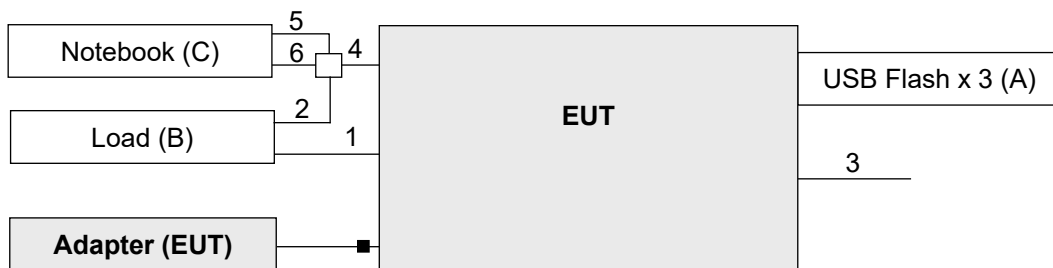 5
Notebook (C)
6
4
USB Flash x 3 (A)
2
EUT
Load (B)
1
3
Adapter (EUT)